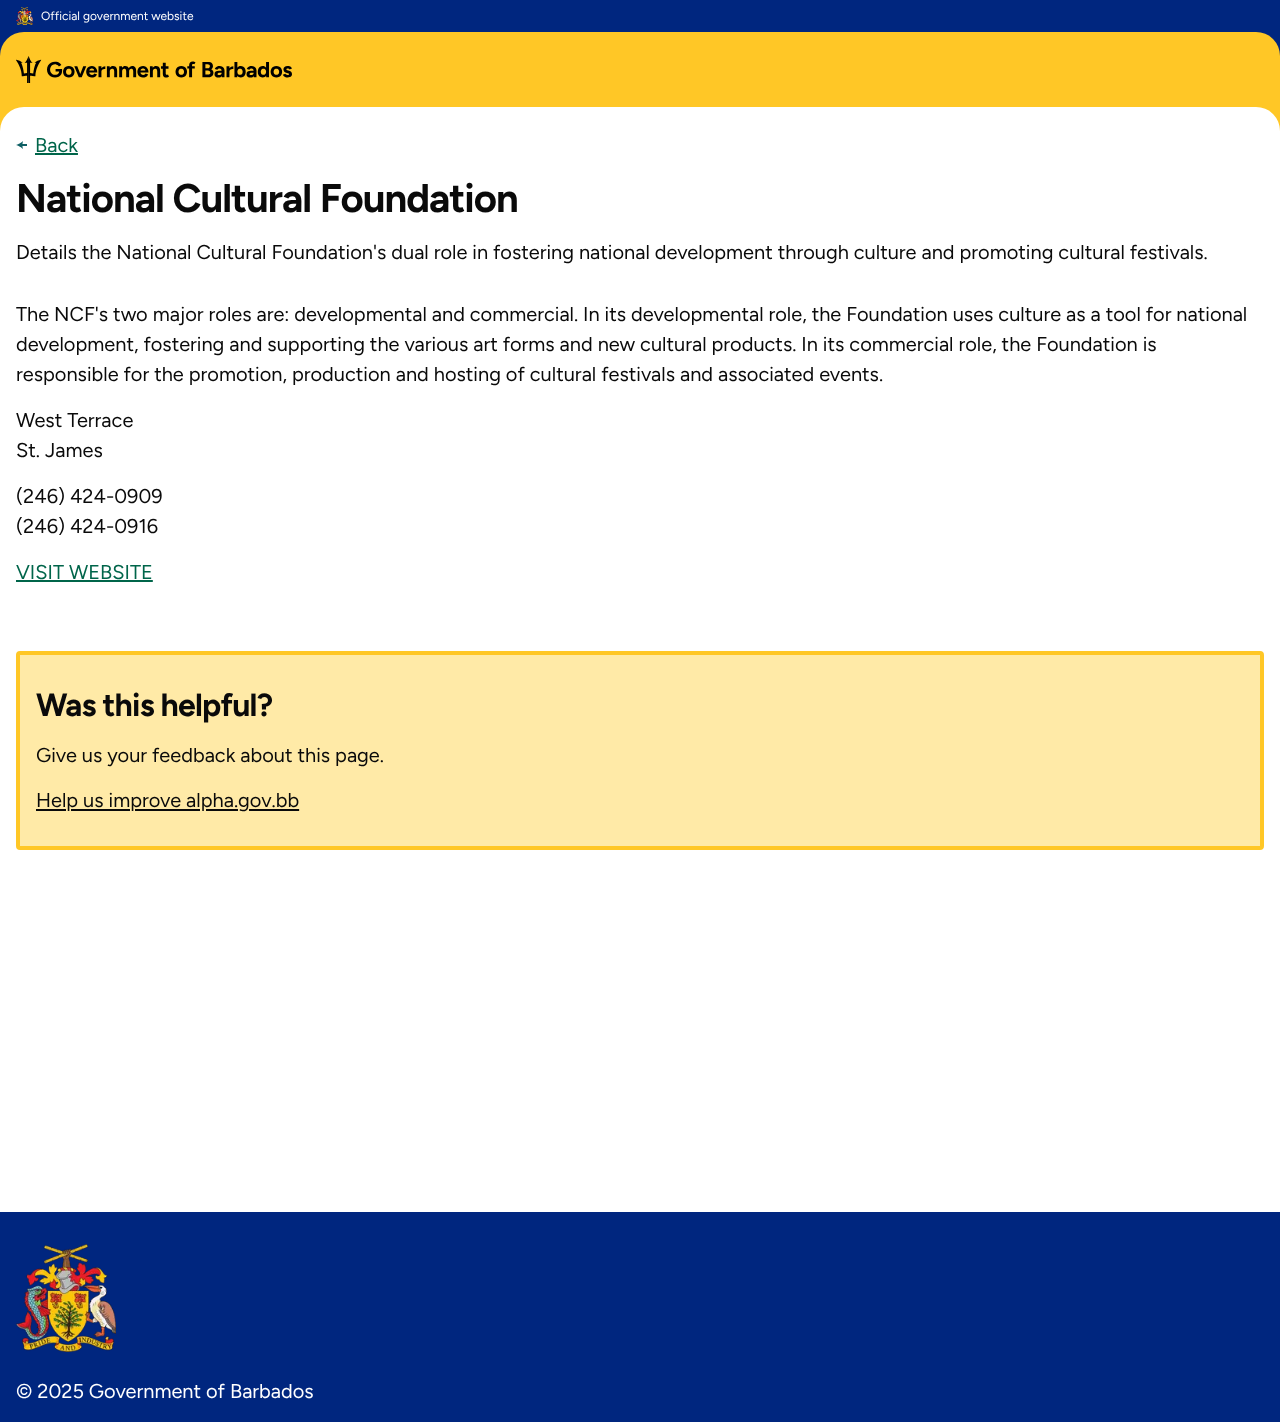 Official government website
Government of Barbados
Back
National Cultural Foundation
Details the National Cultural Foundation's dual role in fostering national development through culture and promoting cultural festivals.
The NCF's two major roles are: developmental and commercial. In its developmental role, the Foundation uses culture as a tool for national
development, fostering and supporting the various art forms and new cultural products. In its commercial role, the Foundation is
responsible for the promotion, production and hosting of cultural festivals and associated events.
West Terrace
St. James
(246) 424-0909
(246) 424-0916
VISIT WEBSITE
Was this helpful?
Give us your feedback about this page.
Help us improve alpha.gov.bb
PRIDE AND INDUSTRY
© 2025 Government of Barbados